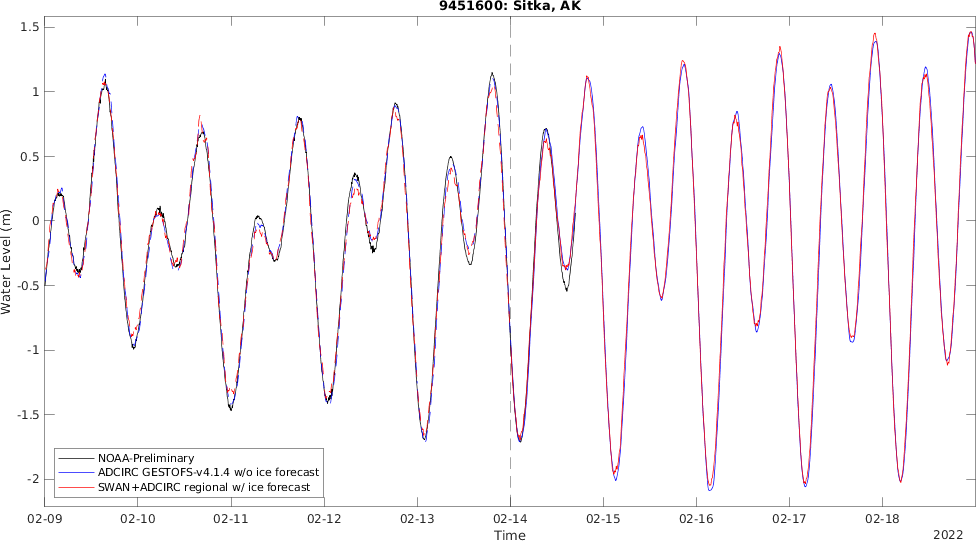 9451600: Sitka, AK
Water Level (m)
1.5
1
0.5
0
-0.5
-1
-1.5
-2
NOAA-Preliminary
ADCIRC GESTOFS-v4.1.4 w/o ice forecast
SWAN+ADCIRC regional w/ ice forecast
02-09 02-10 02-11 02-12 02-13 02-14 02-15 02-16 02-17 02-18
Time
2022